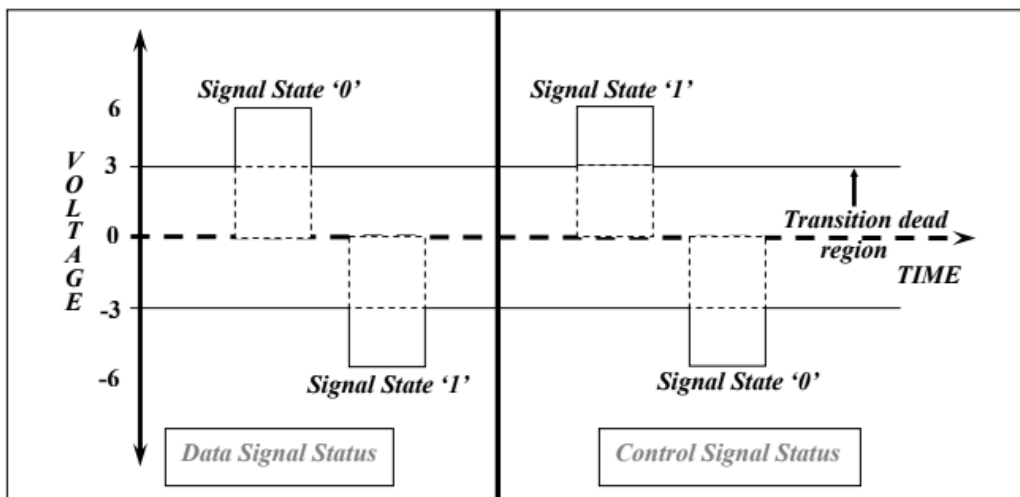 Signal State ‘0’
Signal State ‘1’
6
3
0
-3
-6
VOLTAGE
Signal State ‘1’
Signal State ‘0’
Transition dead
region
TIME
Data Signal Status
Control Signal Status